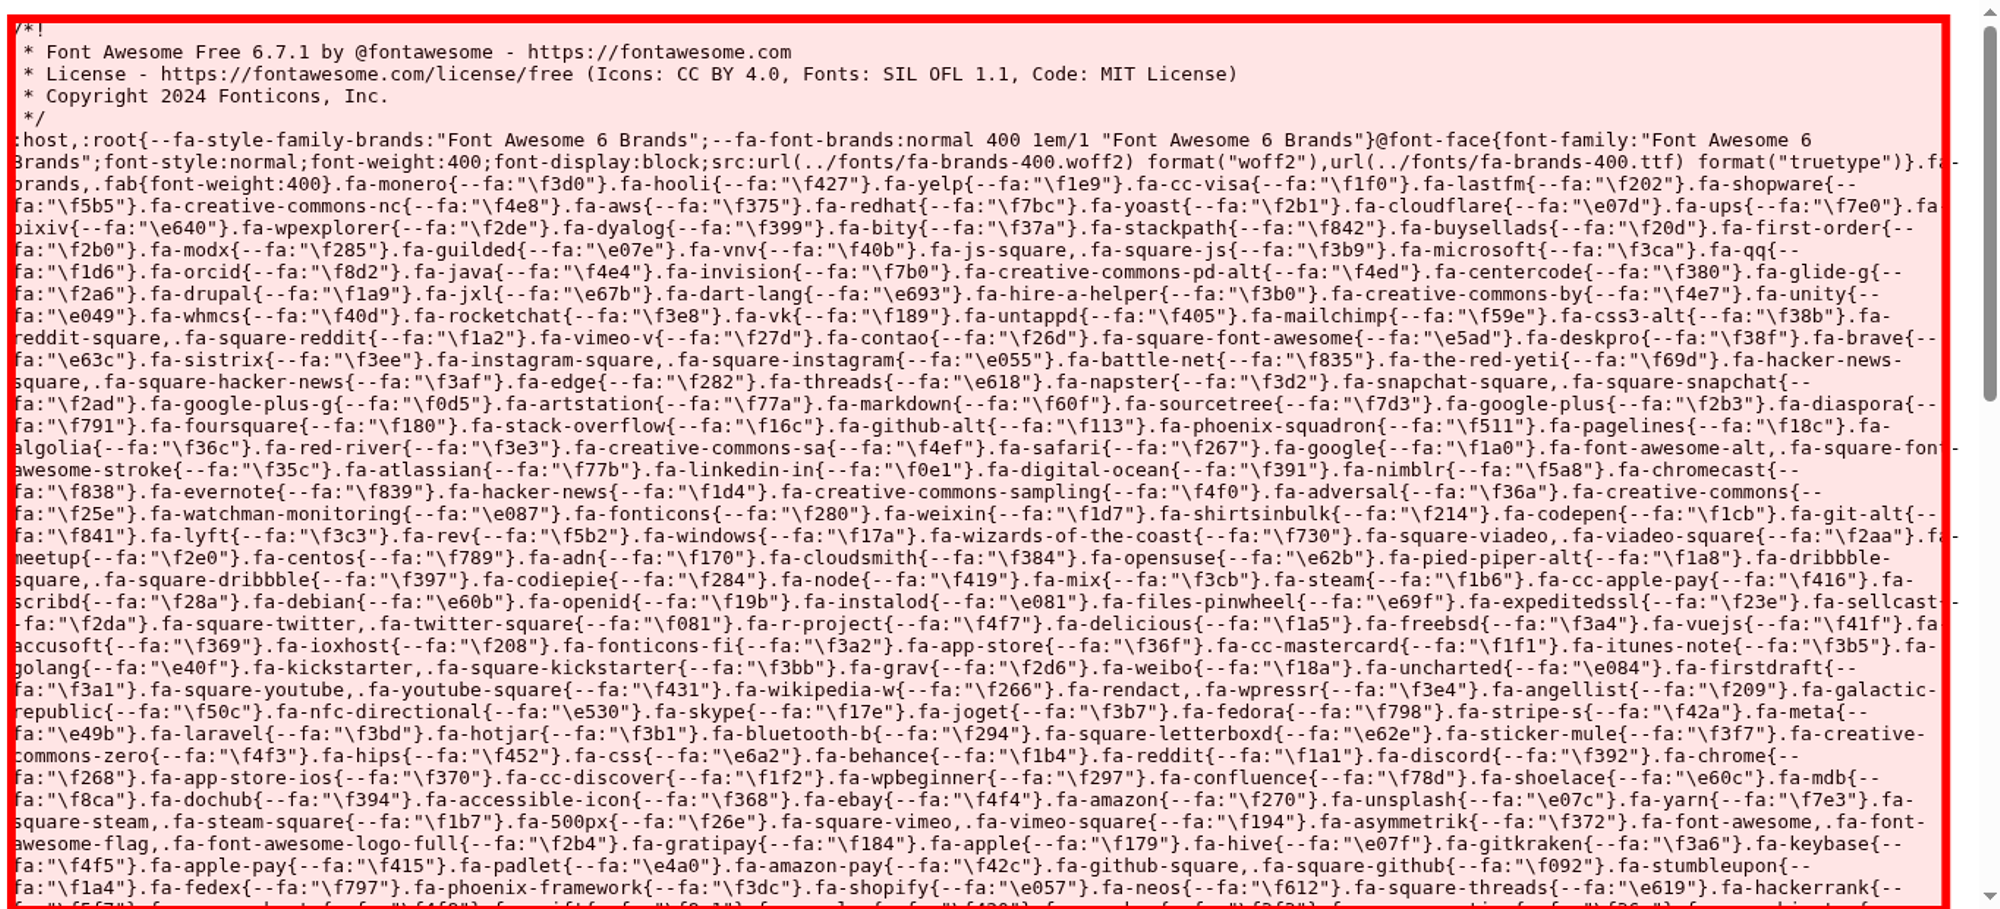 /*!
 * Font Awesome Free 6.7.1 by @fontawesome - https://fontawesome.com
 * License - https://fontawesome.com/license/free (Icons: CC BY 4.0, Fonts: SIL OFL 1.1, Code: MIT License)
 * Copyright 2024 Fonticons, Inc.
 */
:host,:root{--fa-style-family-brands:"Font Awesome 6 Brands";--fa-font-brands:normal 400 1em/1 "Font Awesome 6 Brands"}@font-face{font-family:"Font Awesome 6
Brands";font-style:normal;font-weight:400;font-display:block;src:url(../fonts/fa-brands-400.woff2) format("woff2"),url(../fonts/fa-brands-400.ttf) format("truetype")}.fa-
brands,.fab{font-weight:400}.fa-monero{--fa:"\f3d0"}.fa-hooli{--fa:"\f427"}.fa-yelp{--fa:"\f1e9"}.fa-cc-visa{--fa:"\f1f0"}.fa-lastfm{--fa:"\f202"}.fa-shopware{--
fa:"\f5b5"}.fa-creative-commons-nc{--fa:"\f4e8"}.fa-aws{--fa:"\f375"}.fa-redhat{--fa:"\f7bc"}.fa-yoast{--fa:"\f2b1"}.fa-cloudflare{--fa:"\e07d"}.fa-ups{--fa:"\f7e0"}.fa-
pixiv{--fa:"\e640"}.fa-wpexplorer{--fa:"\f2de"}.fa-dyalog{--fa:"\f399"}.fa-bity{--fa:"\f37a"}.fa-stackpath{--fa:"\f842"}.fa-buysellads{--fa:"\f20d"}.fa-first-order{--
fa:"\f2b0"}.fa-modx{--fa:"\f285"}.fa-guilded{--fa:"\e07e"}.fa-vnv{--fa:"\f40b"}.fa-js-square,.fa-square-js{--fa:"\f3b9"}.fa-microsoft{--fa:"\f3ca"}.fa-qq{--
fa:"\f1d6"}.fa-orcid{--fa:"\f8d2"}.fa-java{--fa:"\f4e4"}.fa-invision{--fa:"\f7b0"}.fa-creative-commons-pd-alt{--fa:"\f4ed"}.fa-centercode{--fa:"\f380"}.fa-glide-g{--
fa:"\f2a6"}.fa-drupal{--fa:"\f1a9"}.fa-jxl{--fa:"\e67b"}.fa-dart-lang{--fa:"\e693"}.fa-hire-a-helper{--fa:"\f3b0"}.fa-creative-commons-by{--fa:"\f4e7"}.fa-unity{--
fa:"\e049"}.fa-whmcs{--fa:"\f40d"}.fa-rocketchat{--fa:"\f3e8"}.fa-vk{--fa:"\f189"}.fa-untappd{--fa:"\f405"}.fa-mailchimp{--fa:"\f59e"}.fa-css3-alt{--fa:"\f38b"}.fa-
reddit-square,.fa-square-reddit{--fa:"\f1a2"}.fa-vimeo-v{--fa:"\f27d"}.fa-contao{--fa:"\f26d"}.fa-square-font-awesome{--fa:"\e5ad"}.fa-deskpro{--fa:"\f38f"}.fa-brave{--
fa:"\e63c"}.fa-sistrix{--fa:"\f3ee"}.fa-instagram-square,.fa-square-instagram{--fa:"\e055"}.fa-battle-net{--fa:"\f835"}.fa-the-red-yeti{--fa:"\f69d"}.fa-hacker-news-
square,.fa-square-hacker-news{--fa:"\f3af"}.fa-edge{--fa:"\f282"}.fa-threads{--fa:"\e618"}.fa-napster{--fa:"\f3d2"}.fa-snapchat-square,.fa-square-snapchat{--
fa:"\f2ad"}.fa-google-plus-g{--fa:"\f0d5"}.fa-artstation{--fa:"\f77a"}.fa-markdown{--fa:"\f60f"}.fa-sourcetree{--fa:"\f7d3"}.fa-google-plus{--fa:"\f2b3"}.fa-diaspora{--
fa:"\f791"}.fa-foursquare{--fa:"\f180"}.fa-stack-overflow{--fa:"\f16c"}.fa-github-alt{--fa:"\f113"}.fa-phoenix-squadron{--fa:"\f511"}.fa-pagelines{--fa:"\f18c"}.fa-
algolia{--fa:"\f36c"}.fa-red-river{--fa:"\f3e3"}.fa-creative-commons-sa{--fa:"\f4ef"}.fa-safari{--fa:"\f267"}.fa-google{--fa:"\f1a0"}.fa-font-awesome-alt,.fa-square-font-
awesome-stroke{--fa:"\f35c"}.fa-atlassian{--fa:"\f77b"}.fa-linkedin-in{--fa:"\f0e1"}.fa-digital-ocean{--fa:"\f391"}.fa-nimblr{--fa:"\f5a8"}.fa-chromecast{--
fa:"\f838"}.fa-evernote{--fa:"\f839"}.fa-hacker-news{--fa:"\f1d4"}.fa-creative-commons-sampling{--fa:"\f4f0"}.fa-adversal{--fa:"\f36a"}.fa-creative-commons{--
fa:"\f25e"}.fa-watchman-monitoring{--fa:"\e087"}.fa-fonticons{--fa:"\f280"}.fa-weixin{--fa:"\f1d7"}.fa-shirtsinbulk{--fa:"\f214"}.fa-codepen{--fa:"\f1cb"}.fa-git-alt{--
fa:"\f841"}.fa-lyft{--fa:"\f3c3"}.fa-rev{--fa:"\f5b2"}.fa-windows{--fa:"\f17a"}.fa-wizards-of-the-coast{--fa:"\f730"}.fa-square-viadeo,.fa-viadeo-square{--fa:"\f2aa"}.fa-
meetup{--fa:"\f2e0"}.fa-centos{--fa:"\f789"}.fa-adn{--fa:"\f170"}.fa-cloudsmith{--fa:"\f384"}.fa-opensuse{--fa:"\e62b"}.fa-pied-piper-alt{--fa:"\f1a8"}.fa-dribbble-
square,.fa-square-dribbble{--fa:"\f397"}.fa-codiepie{--fa:"\f284"}.fa-node{--fa:"\f419"}.fa-mix{--fa:"\f3cb"}.fa-steam{--fa:"\f1b6"}.fa-cc-apple-pay{--fa:"\f416"}.fa-
scribd{--fa:"\f28a"}.fa-debian{--fa:"\e60b"}.fa-openid{--fa:"\f19b"}.fa-instalod{--fa:"\e081"}.fa-files-pinwheel{--fa:"\e69f"}.fa-expeditedssl{--fa:"\f23e"}.fa-sellcast{-
-fa:"\f2da"}.fa-square-twitter,.fa-twitter-square{--fa:"\f081"}.fa-r-project{--fa:"\f4f7"}.fa-delicious{--fa:"\f1a5"}.fa-freebsd{--fa:"\f3a4"}.fa-vuejs{--fa:"\f41f"}.fa-
accusoft{--fa:"\f369"}.fa-ioxhost{--fa:"\f208"}.fa-fonticons-fi{--fa:"\f3a2"}.fa-app-store{--fa:"\f36f"}.fa-cc-mastercard{--fa:"\f1f1"}.fa-itunes-note{--fa:"\f3b5"}.fa-
golang{--fa:"\e40f"}.fa-kickstarter,.fa-square-kickstarter{--fa:"\f3bb"}.fa-grav{--fa:"\f2d6"}.fa-weibo{--fa:"\f18a"}.fa-uncharted{--fa:"\e084"}.fa-firstdraft{--
fa:"\f3a1"}.fa-square-youtube,.fa-youtube-square{--fa:"\f431"}.fa-wikipedia-w{--fa:"\f266"}.fa-rendact,.fa-wpressr{--fa:"\f3e4"}.fa-angellist{--fa:"\f209"}.fa-galactic-
republic{--fa:"\f50c"}.fa-nfc-directional{--fa:"\e530"}.fa-skype{--fa:"\f17e"}.fa-joget{--fa:"\f3b7"}.fa-fedora{--fa:"\f798"}.fa-stripe-s{--fa:"\f42a"}.fa-meta{--
fa:"\e49b"}.fa-laravel{--fa:"\f3bd"}.fa-hotjar{--fa:"\f3b1"}.fa-bluetooth-b{--fa:"\f294"}.fa-square-letterboxd{--fa:"\e62e"}.fa-sticker-mule{--fa:"\f3f7"}.fa-creative-
commons-zero{--fa:"\f4f3"}.fa-hips{--fa:"\f452"}.fa-css{--fa:"\e6a2"}.fa-behance{--fa:"\f1b4"}.fa-reddit{--fa:"\f1a1"}.fa-discord{--fa:"\f392"}.fa-chrome{--
fa:"\f268"}.fa-app-store-ios{--fa:"\f370"}.fa-cc-discover{--fa:"\f1f2"}.fa-wpbeginner{--fa:"\f297"}.fa-confluence{--fa:"\f78d"}.fa-shoelace{--fa:"\e60c"}.fa-mdb{--
fa:"\f8ca"}.fa-dochub{--fa:"\f394"}.fa-accessible-icon{--fa:"\f368"}.fa-ebay{--fa:"\f4f4"}.fa-amazon{--fa:"\f270"}.fa-unsplash{--fa:"\e07c"}.fa-yarn{--fa:"\f7e3"}.fa-
square-steam,.fa-steam-square{--fa:"\f1b7"}.fa-500px{--fa:"\f26e"}.fa-square-vimeo,.fa-vimeo-square{--fa:"\f194"}.fa-asymmetrik{--fa:"\f372"}.fa-font-awesome,.fa-font-
awesome-flag,.fa-font-awesome-logo-full{--fa:"\f2b4"}.fa-gratipay{--fa:"\f184"}.fa-apple{--fa:"\f179"}.fa-hive{--fa:"\e07f"}.fa-gitkraken{--fa:"\f3a6"}.fa-keybase{--
fa:"\f4f5"}.fa-apple-pay{--fa:"\f415"}.fa-padlet{--fa:"\e4a0"}.fa-amazon-pay{--fa:"\f42c"}.fa-github-square,.fa-square-github{--fa:"\f092"}.fa-stumbleupon{--
fa:"\f1a4"}.fa-fedex{--fa:"\f797"}.fa-phoenix-framework{--fa:"\f3dc"}.fa-shopify{--fa:"\e057"}.fa-neos{--fa:"\f612"}.fa-square-threads{--fa:"\e619"}.fa-hackerrank{--